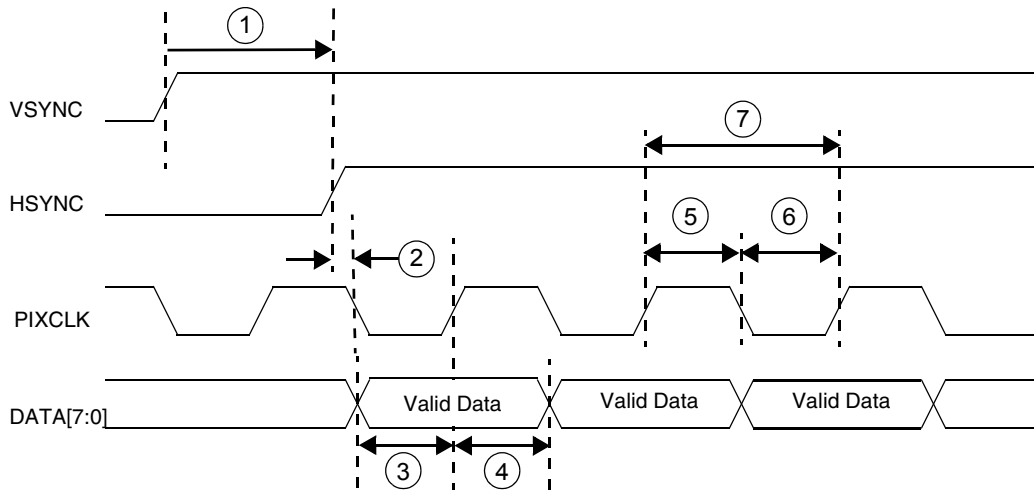 1
VSYNC
7
HSYNC
5
6
2
PIXCLK
DATA[7:0]
Valid Data
Valid Data
Valid Data
3
4